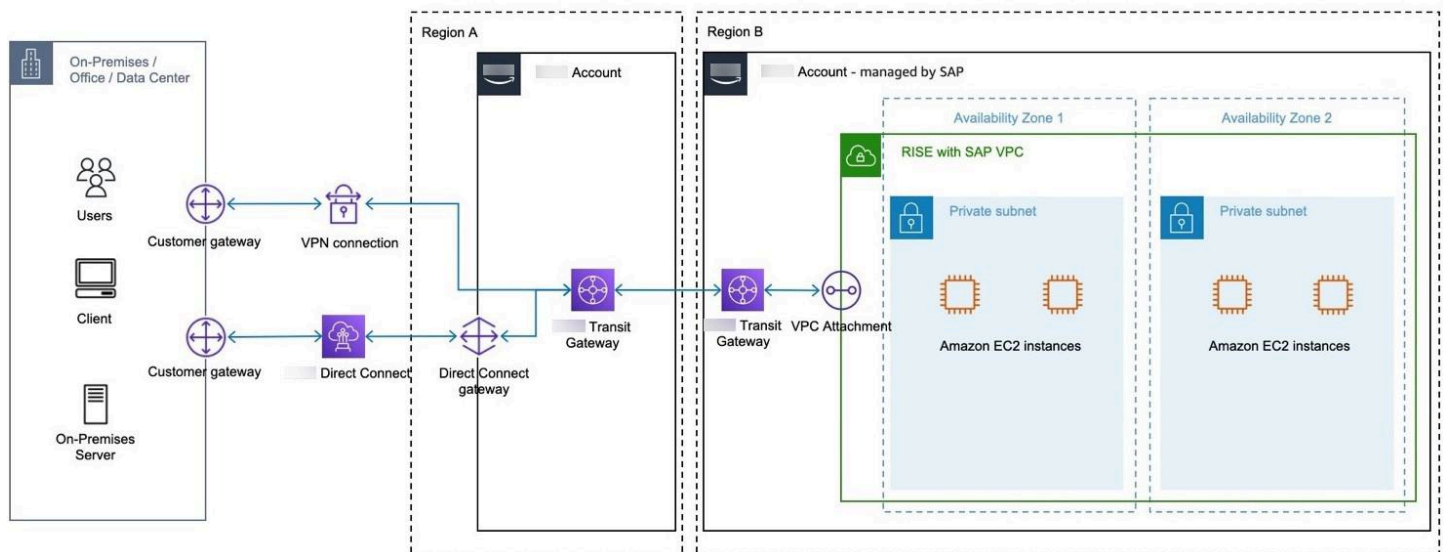 On-Premises /
Office / Data Center
Users
Client
On-Premises
Server
Customer gateway
VPN connection
Customer gateway
Direct Connect
Region A
Account
Direct Connect
gateway
Transit
Gateway
Region B
Account - managed by SAP
Transit
Gateway
VPC Attachment
RISE with SAP VPC
Availability Zone 1
Private subnet
Amazon EC2 instances
Availability Zone 2
Private subnet
Amazon EC2 instances